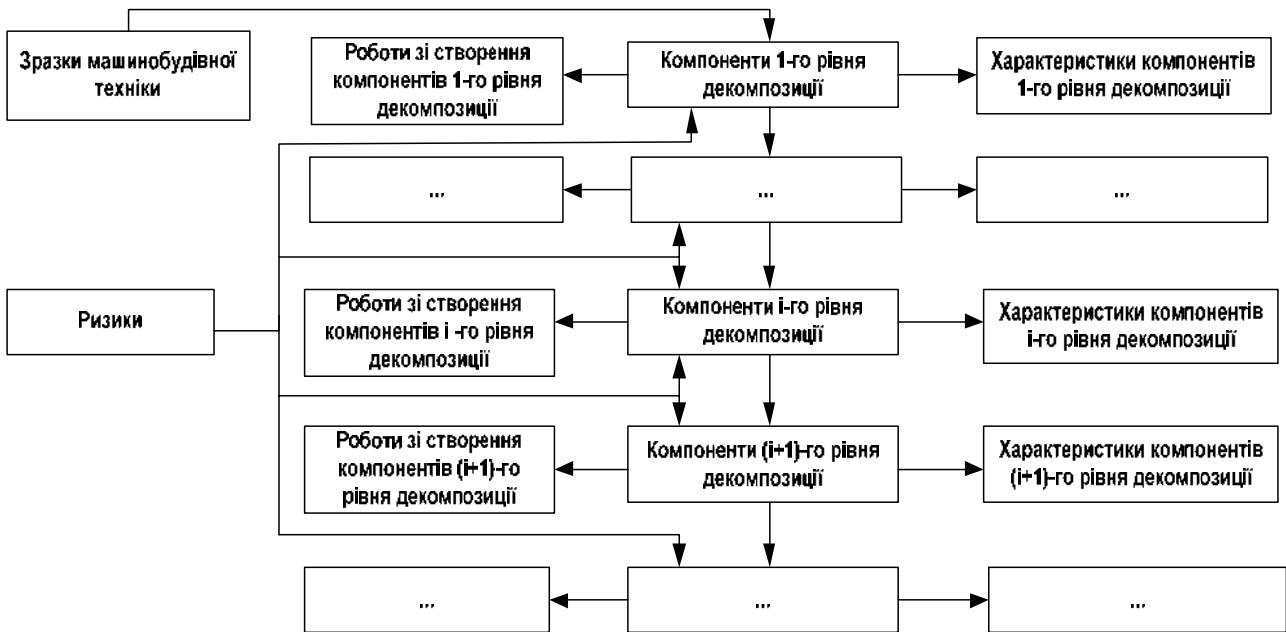 Зразки машинобудівної
техніки
Роботи зі створення
компонентів 1-го рівня
декомпозиції
Компоненти 1-го рівня
декомпозиції
Характеристики компонентів
1-го рівня декомпозиції
...
...
...
Ризики
Роботи зі створення
компонентів i -го рівня
декомпозиції
Компоненти i-го рівня
декомпозиції
Характеристики компонентів
i-го рівня декомпозиції
Роботи зі створення
компонентів (i+1)-го
рівня декомпозиції
Компоненти (i+1)-го рівня
декомпозиції
Характеристики компонентів
(i+1)-го рівня декомпозиції
...
...
...